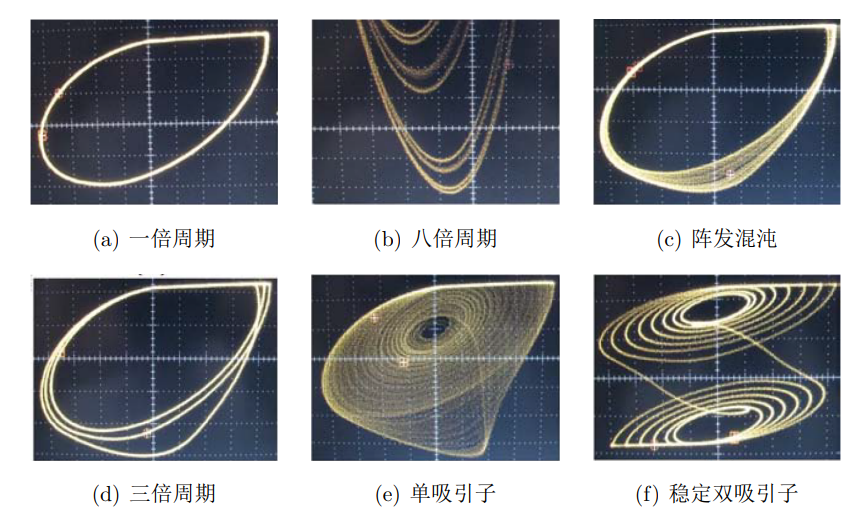 (a) 一倍周期
(b) 八倍周期
(c) 阵发混沌
(d) 三倍周期
(e) 单吸引子
(f) 稳定双吸引子